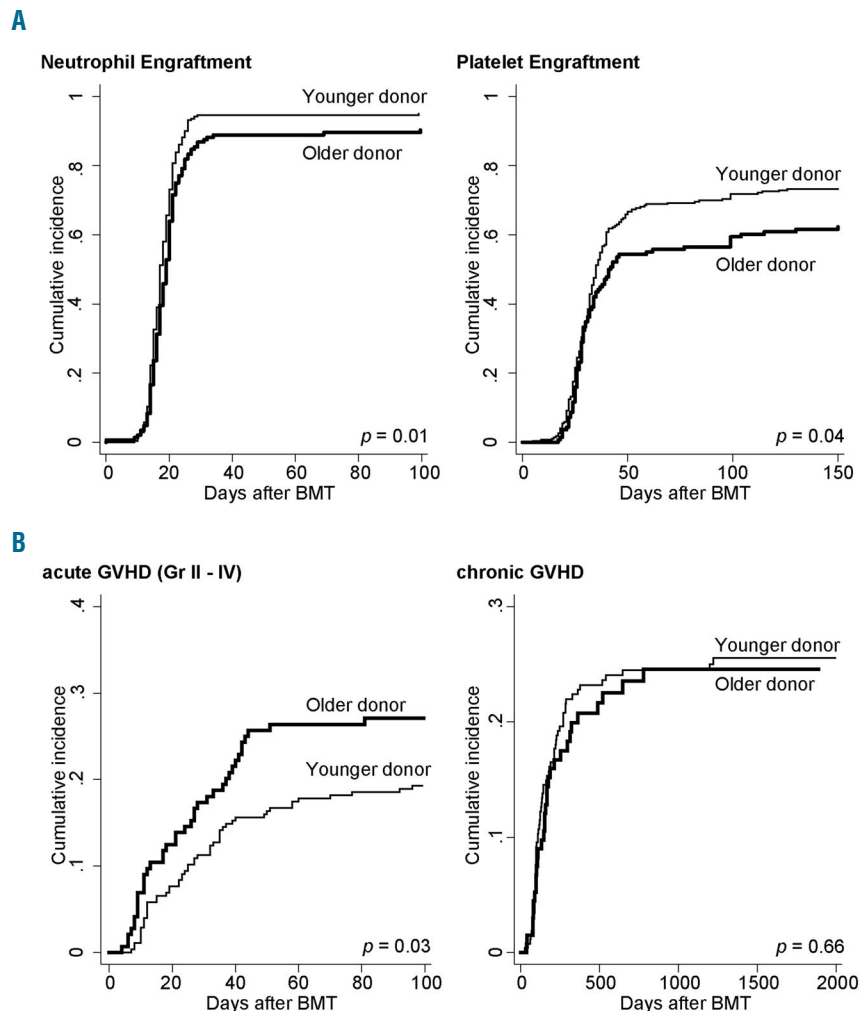 A
Neutrophil Engraftment
Cumulative incidence
0 .2 .4 .6 .8 1
Younger donor
Older donor
p = 0.01
0 20 40 60 80 100
Days after BMT
Platelet Engraftment
Cumulative incidence
0 .2 .4 .6 .8 1
Younger donor
Older donor
p = 0.04
0 50 100 150
Days after BMT
B
acute GVHD (Gr II - IV)
Cumulative incidence
0 .1 .2 .3 .4
Older donor
Younger donor
p = 0.03
0 20 40 60 80 100
Days after BMT
chronic GVHD
Cumulative incidence
0 .1 .2 .3
Younger donor
Older donor
p = 0.66
0 500 1000 1500 2000
Days after BMT